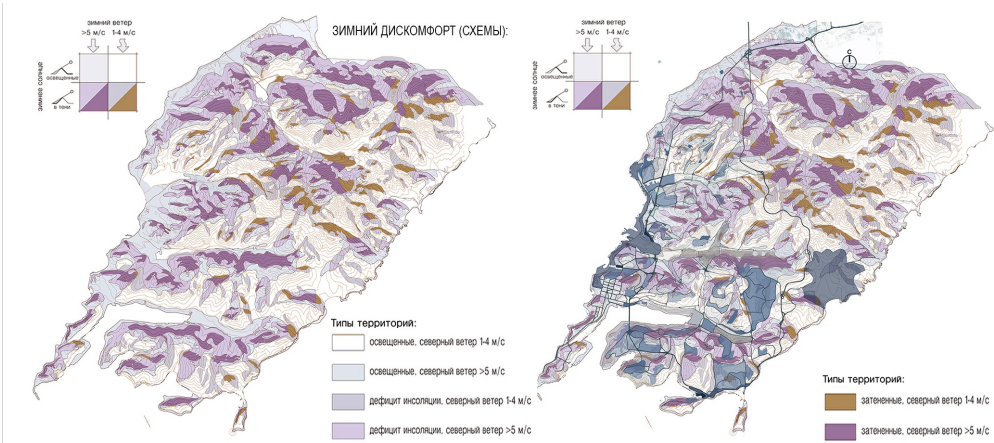 ЗИМНИЙ ДИСКОМФОРТ (СХЕМЫ):
зимний ветер
>5 м/с
1-4 м/с
зимнее солнце
освещенные
в тени
Типы территорий:
освещенные, северный ветер 1-4 м/с
освещенные, северный ветер >5 м/с
дефицит инсоляции, северный ветер 1-4 м/с
дефицит инсоляции, северный ветер >5 м/с
зимний ветер
>5 м/с
1-4 м/с
зимнее солнце
освещенные
в тени
С
Типы территорий:
затененные, северный ветер 1-4 м/с
затененные, северный ветер >5 м/с